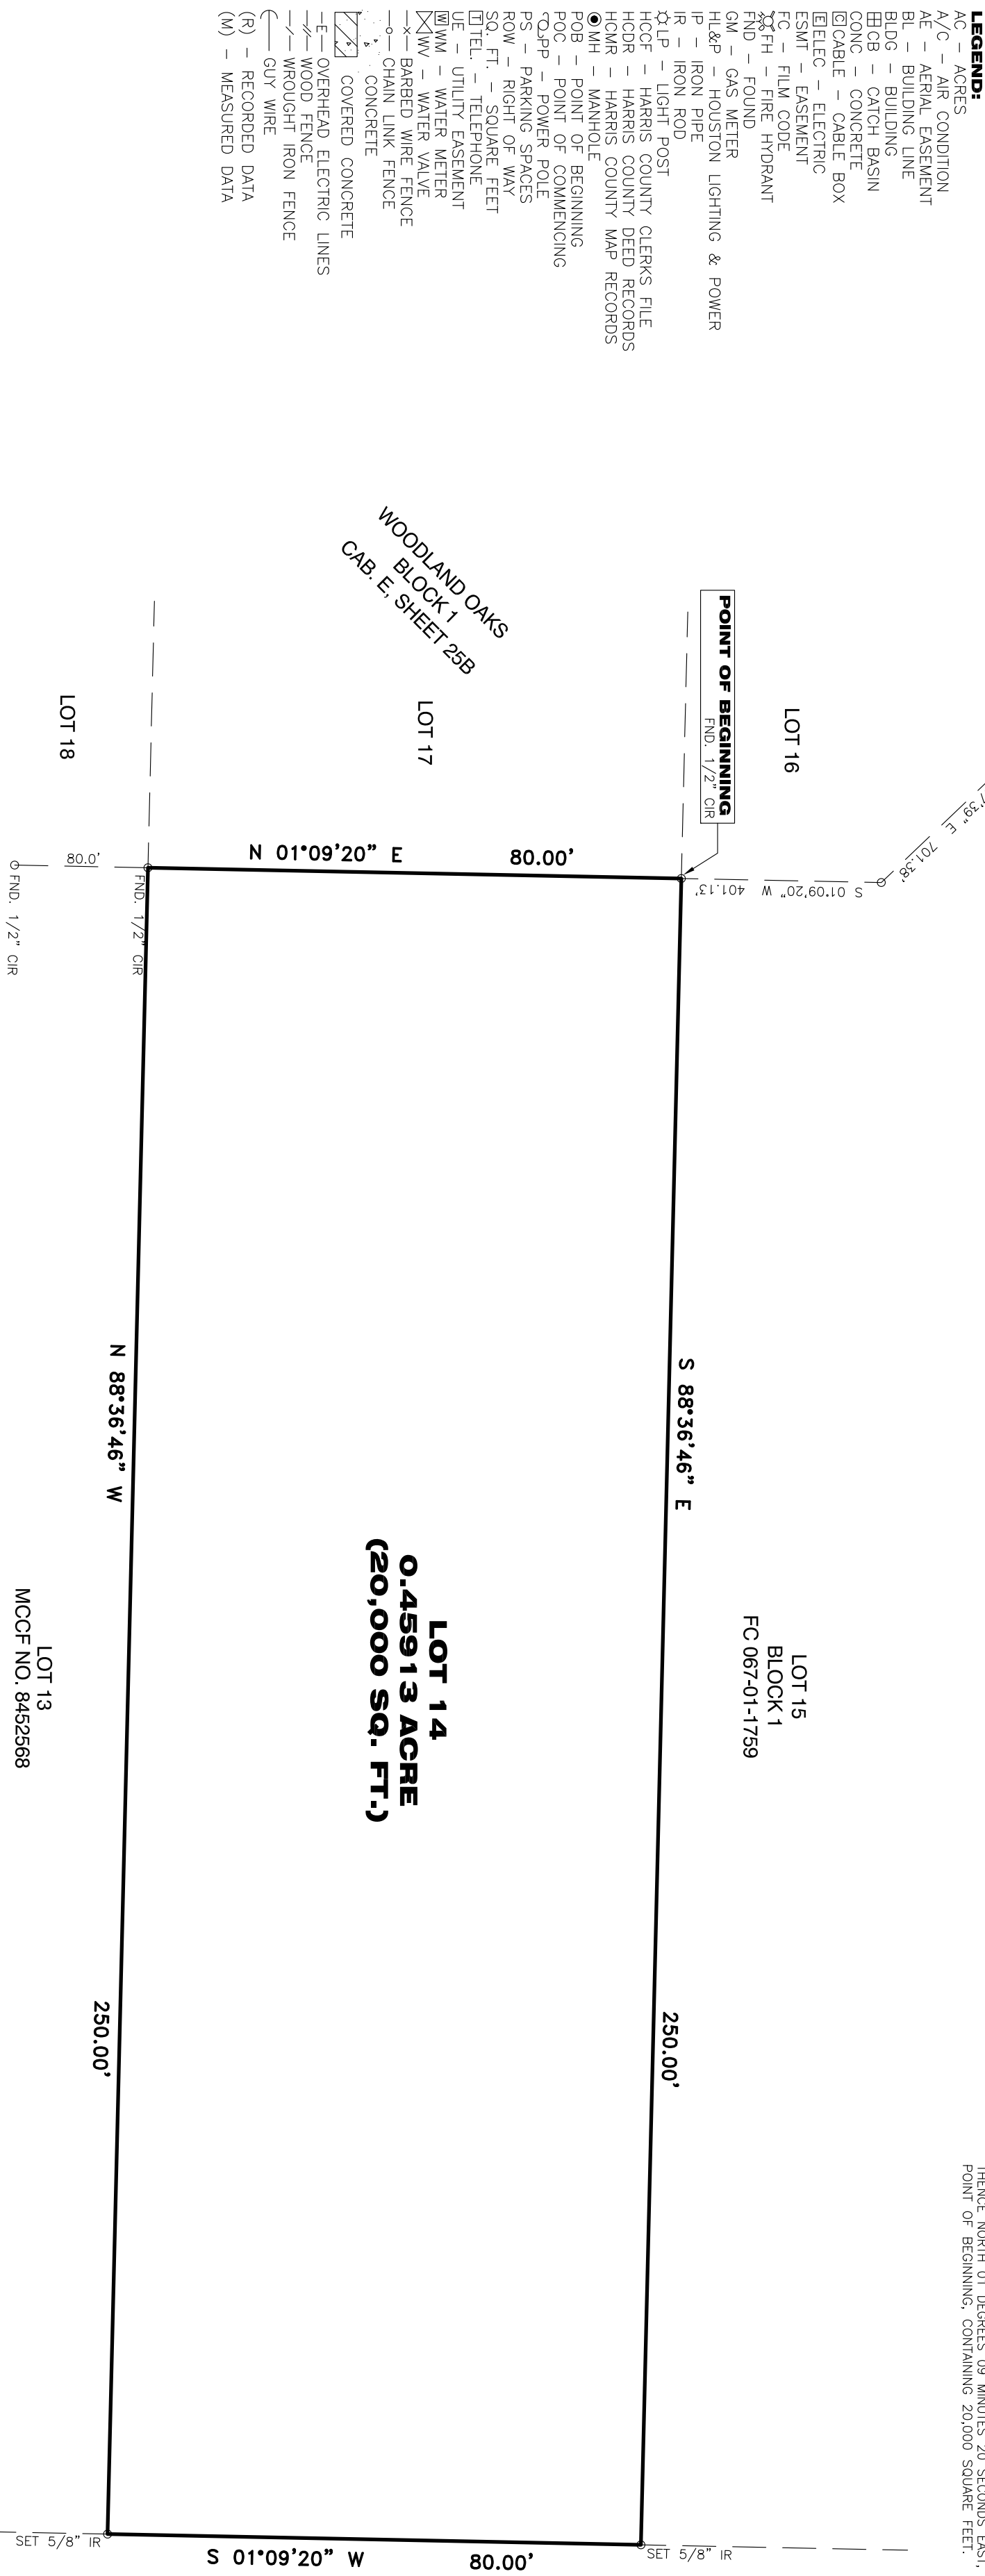 LEGEND:
AC – ACRES
A/C – AIR CONDITION
AE – AERIAL EASEMENT
BL – BUILDING LINE
BLDG – BUILDING
CB – CATCH BASIN
CONC – CONCRETE
C CABLE – CABLE BOX
E ELEC – ELECTRIC
ESMT – EASEMENT
FC – FILM CODE
FH – FIRE HYDRANT
FND – FOUND
GM – GAS METER
HL&P – HOUSTON LIGHTING & POWER
IP – IRON PIPE
IR – IRON ROD
LP – LIGHT POST
HCCF – HARRIS COUNTY CLERKS FILE
HCDR – HARRIS COUNTY DEED RECORDS
HCMR – HARRIS COUNTY MAP RECORDS
MH – MANHOLE
POB – POINT OF BEGINNING
POC – POINT OF COMMENCING
PP – POWER POLE
PS – PARKING SPACES
ROW – RIGHT OF WAY
SQ. FT. – SQUARE FEET
T TEL. – TELEPHONE
UE – UTILITY EASEMENT
W WM – WATER METER
WV – WATER VALVE
—x— BARBED WIRE FENCE
—o— CHAIN LINK FENCE
CONCRETE
COVERED CONCRETE
—E— OVERHEAD ELECTRIC LINES
—//— WOOD FENCE
—/— WROUGHT IRON FENCE
GUY WIRE
(R) – RECORDED DATA
(M) – MEASURED DATA
WOODLAND OAKS
BLOCK 1
CAB. E, SHEET 25B
LOT 16
LOT 17
LOT 18
POINT OF BEGINNING
FND. 1/2" CIR
'39" E 701.38'
S 01°09'20" W 401.13'
N 01°09'20" E 80.00'
80.0'
FND. 1/2" CIR
FND. 1/2" CIR
S 88°36'46" E 250.00'
LOT 15
BLOCK 1
FC 067-01-1759
LOT 14
0.45913 ACRE
(20,000 SQ. FT.)
N 88°36'46" W 250.00'
LOT 13
MCCF NO. 8452568
S 01°09'20" W 80.00'
SET 5/8" IR
SET 5/8" IR
THENCE NORTH 01 DEGREES 09 MINUTES 20 SECONDS EAST,
POINT OF BEGINNING, CONTAINING 20,000 SQUARE FEET.